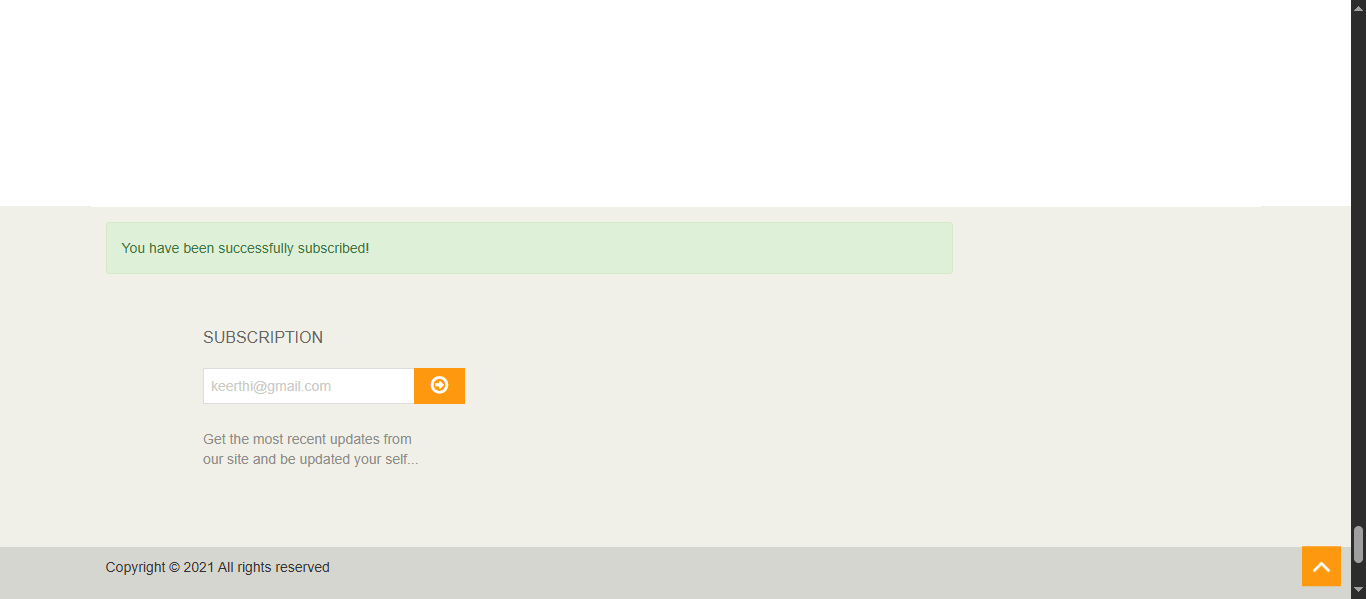 You have been successfully subscribed!
SUBSCRIPTION
keerthi@gmail.com
Get the most recent updates from
our site and be updated your self...
Copyright © 2021 All rights reserved